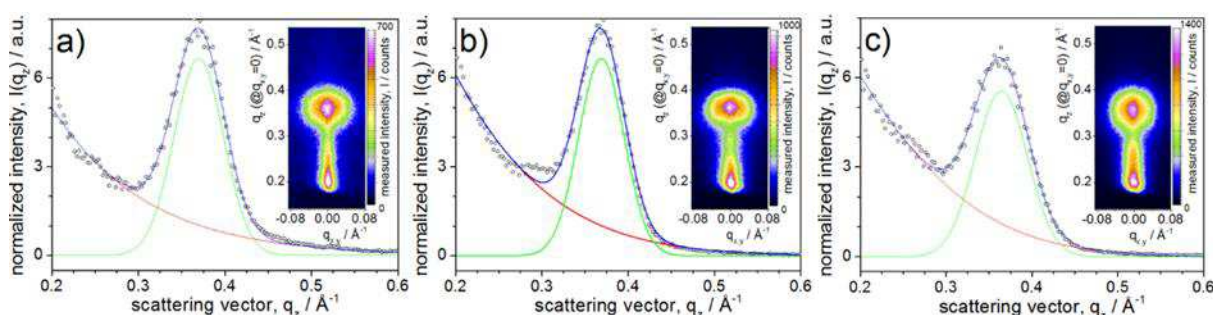 a)
normalized intensity, I(q_z) / a.u.
6
3
0
0.2 0.3 0.4 0.5 0.6
scattering vector, q_z / Å⁻¹
q_z (@q_x,y=0) / Å⁻¹
0.5
0.4
0.3
0.2
-0.08 0.00 0.08
q_x,y / Å⁻¹
700
measured intensity, I / counts
0
b)
normalized intensity, I(q_z) / a.u.
6
3
0
0.2 0.3 0.4 0.5 0.6
scattering vector, q_z / Å⁻¹
q_z (@q_x,y=0) / Å⁻¹
0.5
0.4
0.3
0.2
-0.08 0.00 0.08
q_x,y / Å⁻¹
1000
measured intensity, I / counts
0
c)
normalized intensity, I(q_z) / a.u.
6
3
0
0.2 0.3 0.4 0.5 0.6
scattering vector, q_z / Å⁻¹
q_z (@q_x,y=0) / Å⁻¹
0.5
0.4
0.3
0.2
-0.08 0.00 0.08
q_x,y / Å⁻¹
1400
measured intensity, I / counts
0